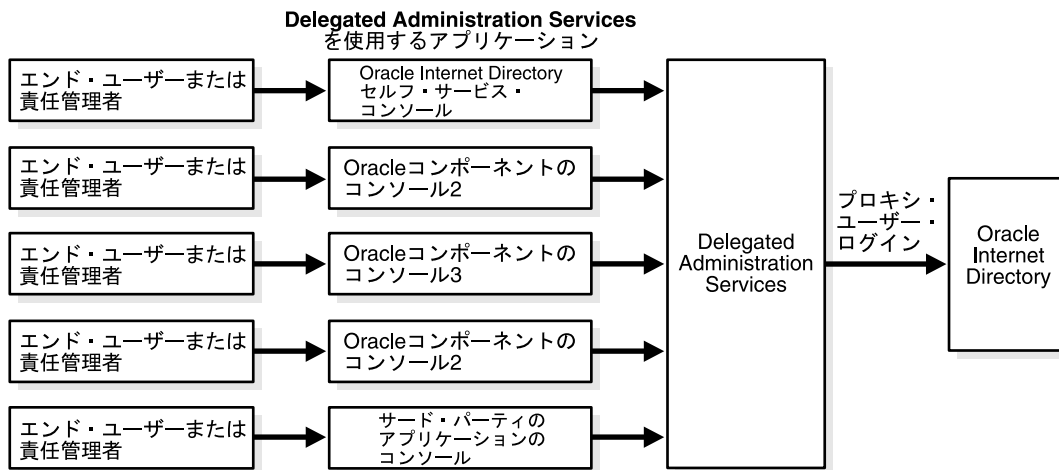 Delegated Administration Services
を使用するアプリケーション
エンド・ユーザーまたは
責任管理者
Oracle Internet Directory
セルフ・サービス・
コンソール
エンド・ユーザーまたは
責任管理者
Oracleコンポーネントの
コンソール2
エンド・ユーザーまたは
責任管理者
Oracleコンポーネントの
コンソール3
エンド・ユーザーまたは
責任管理者
Oracleコンポーネントの
コンソール2
エンド・ユーザーまたは
責任管理者
サード・パーティの
アプリケーションの
コンソール
Delegated
Administration
Services
プロキシ・
ユーザー・
ログイン
Oracle
Internet
Directory